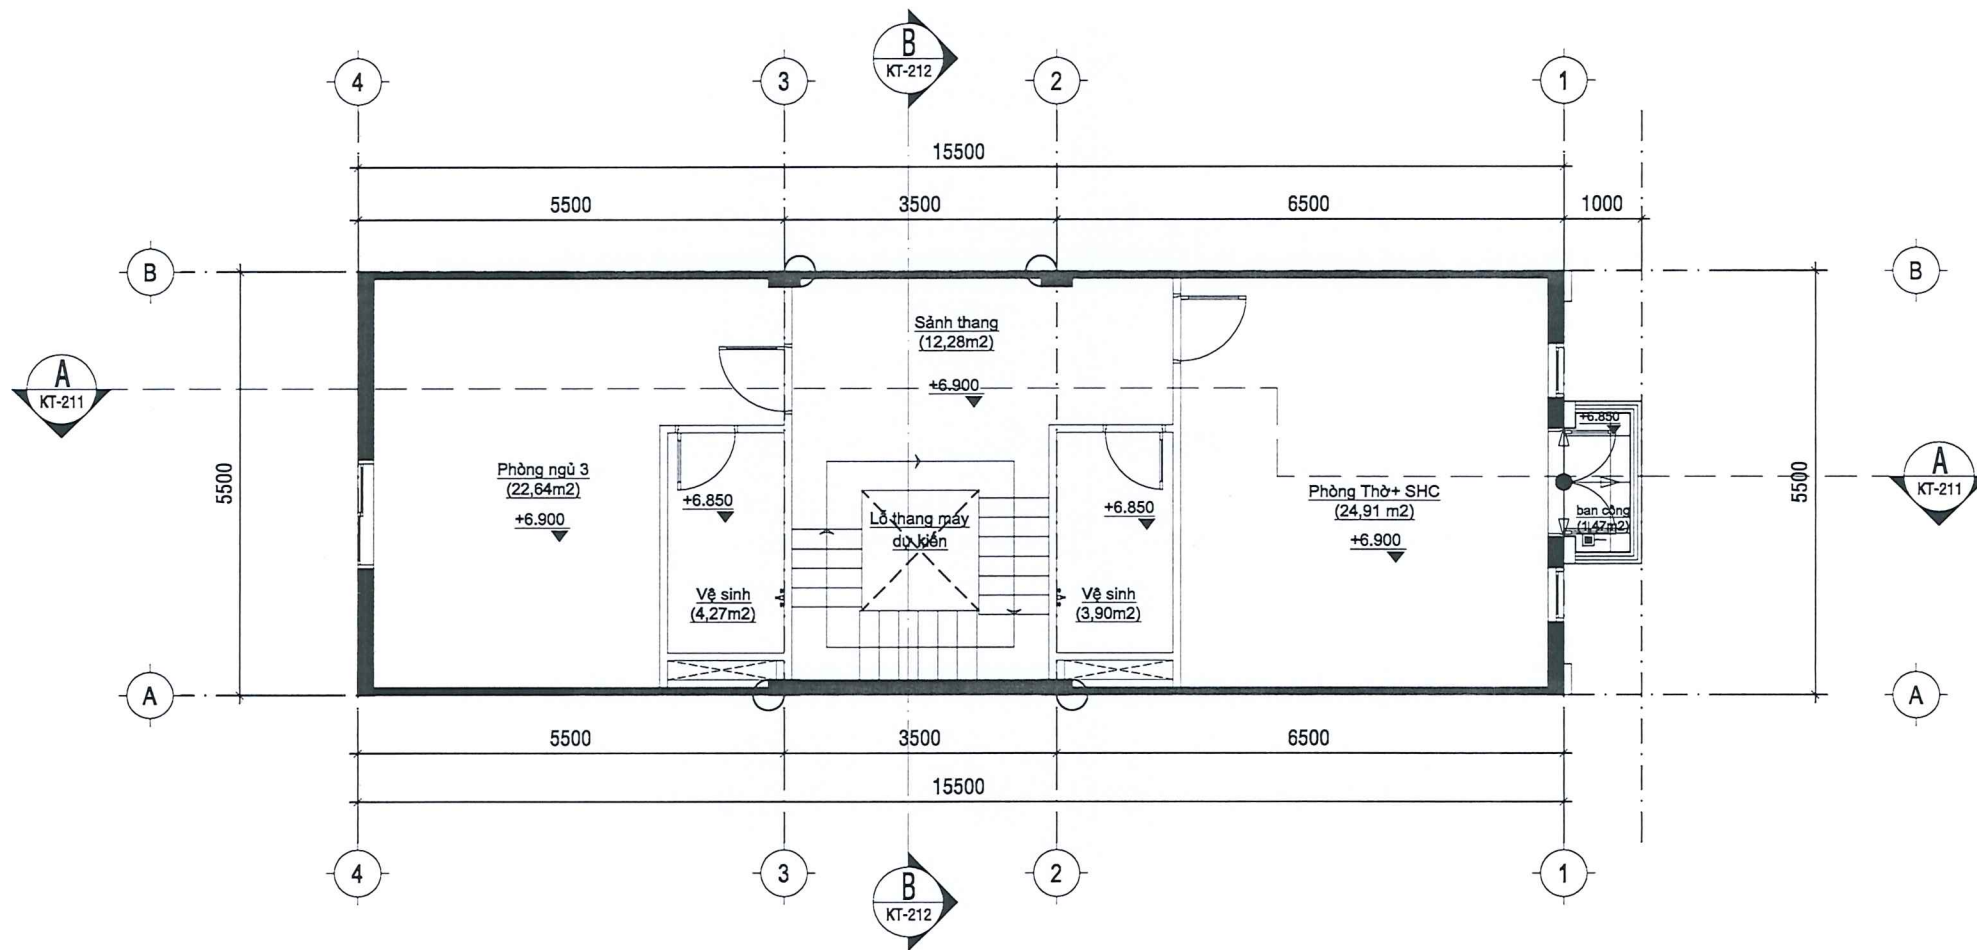 B
KT-212
4
3
2
1
15500
5500
3500
6500
1000
B
B
Sảnh thang
(12,28m2)
A
KT-211
+6.900
+6.850
Phòng ngủ 3
(22,64m2)
+6.900
+6.850
Lỗ thang máy
dự kiến
+6.850
Phòng Thờ+ SHC
(24,91 m2)
+6.900
ban công
(1,47m2)
A
KT-211
5500
5500
Vệ sinh
(4,27m2)
Vệ sinh
(3,90m2)
A
A
5500
3500
6500
15500
4
3
2
1
B
KT-212